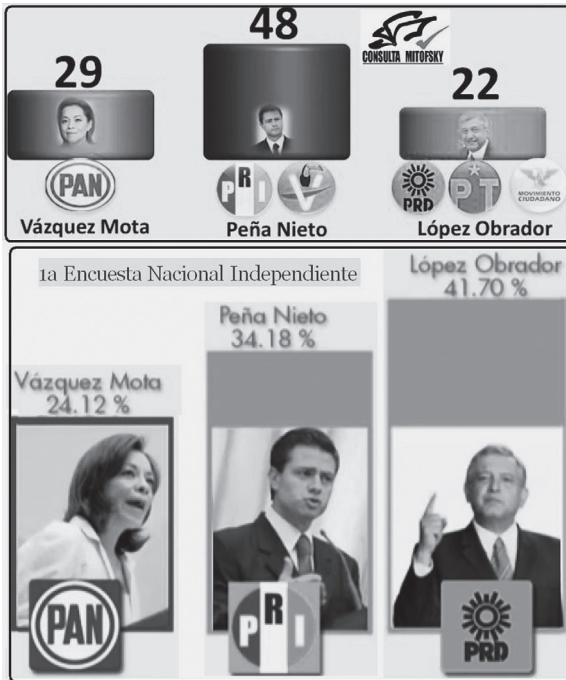 48
CONSULTA MITOFSKY
29
22
PAN
PRI V
PRD PT MOVIMIENTO CIUDADANO
Vázquez Mota
Peña Nieto
López Obrador
1a Encuesta Nacional Independiente
López Obrador
41.70 %
Peña Nieto
34.18 %
Vázquez Mota
24.12 %
PAN
PRI
PRD